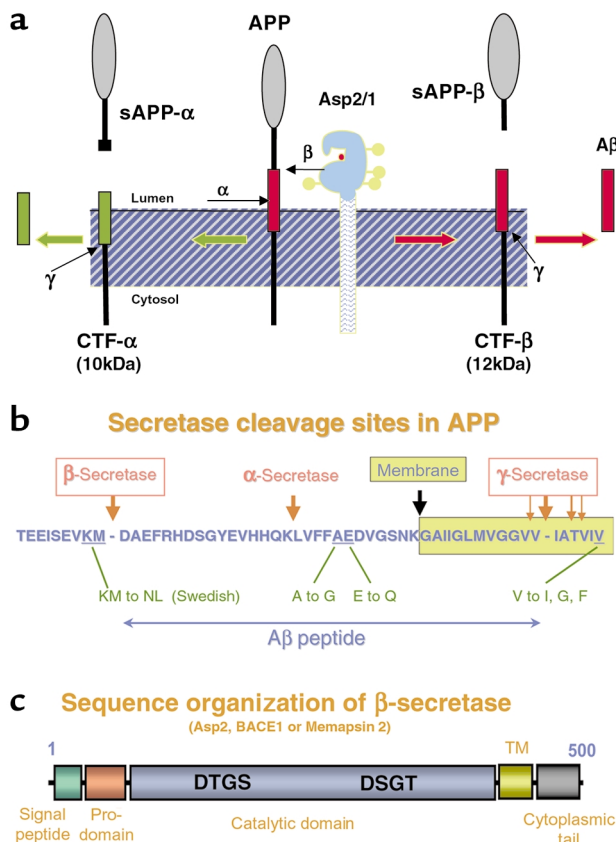 a
APP
sAPP-α
Asp2/1
sAPP-β
Aβ
β
α
Lumen
γ
γ
Cytosol
CTF-α
(10kDa)
CTF-β
(12kDa)
b
Secretase cleavage sites in APP
β-Secretase
α-Secretase
Membrane
γ-Secretase
TEEISEVKM - DAEFRHDSGYEVHHQKLVFFAEDVGSNKGAIIGLMVGGVV - IATVIV
KM to NL (Swedish)
A to G
E to Q
V to I, G, F
Aβ peptide
c
Sequence organization of β-secretase
(Asp2, BACE1 or Memapsin 2)
1
TM
500
DTGS
DSGT
Signal
peptide
Pro-
domain
Catalytic domain
Cytoplasmic
tail